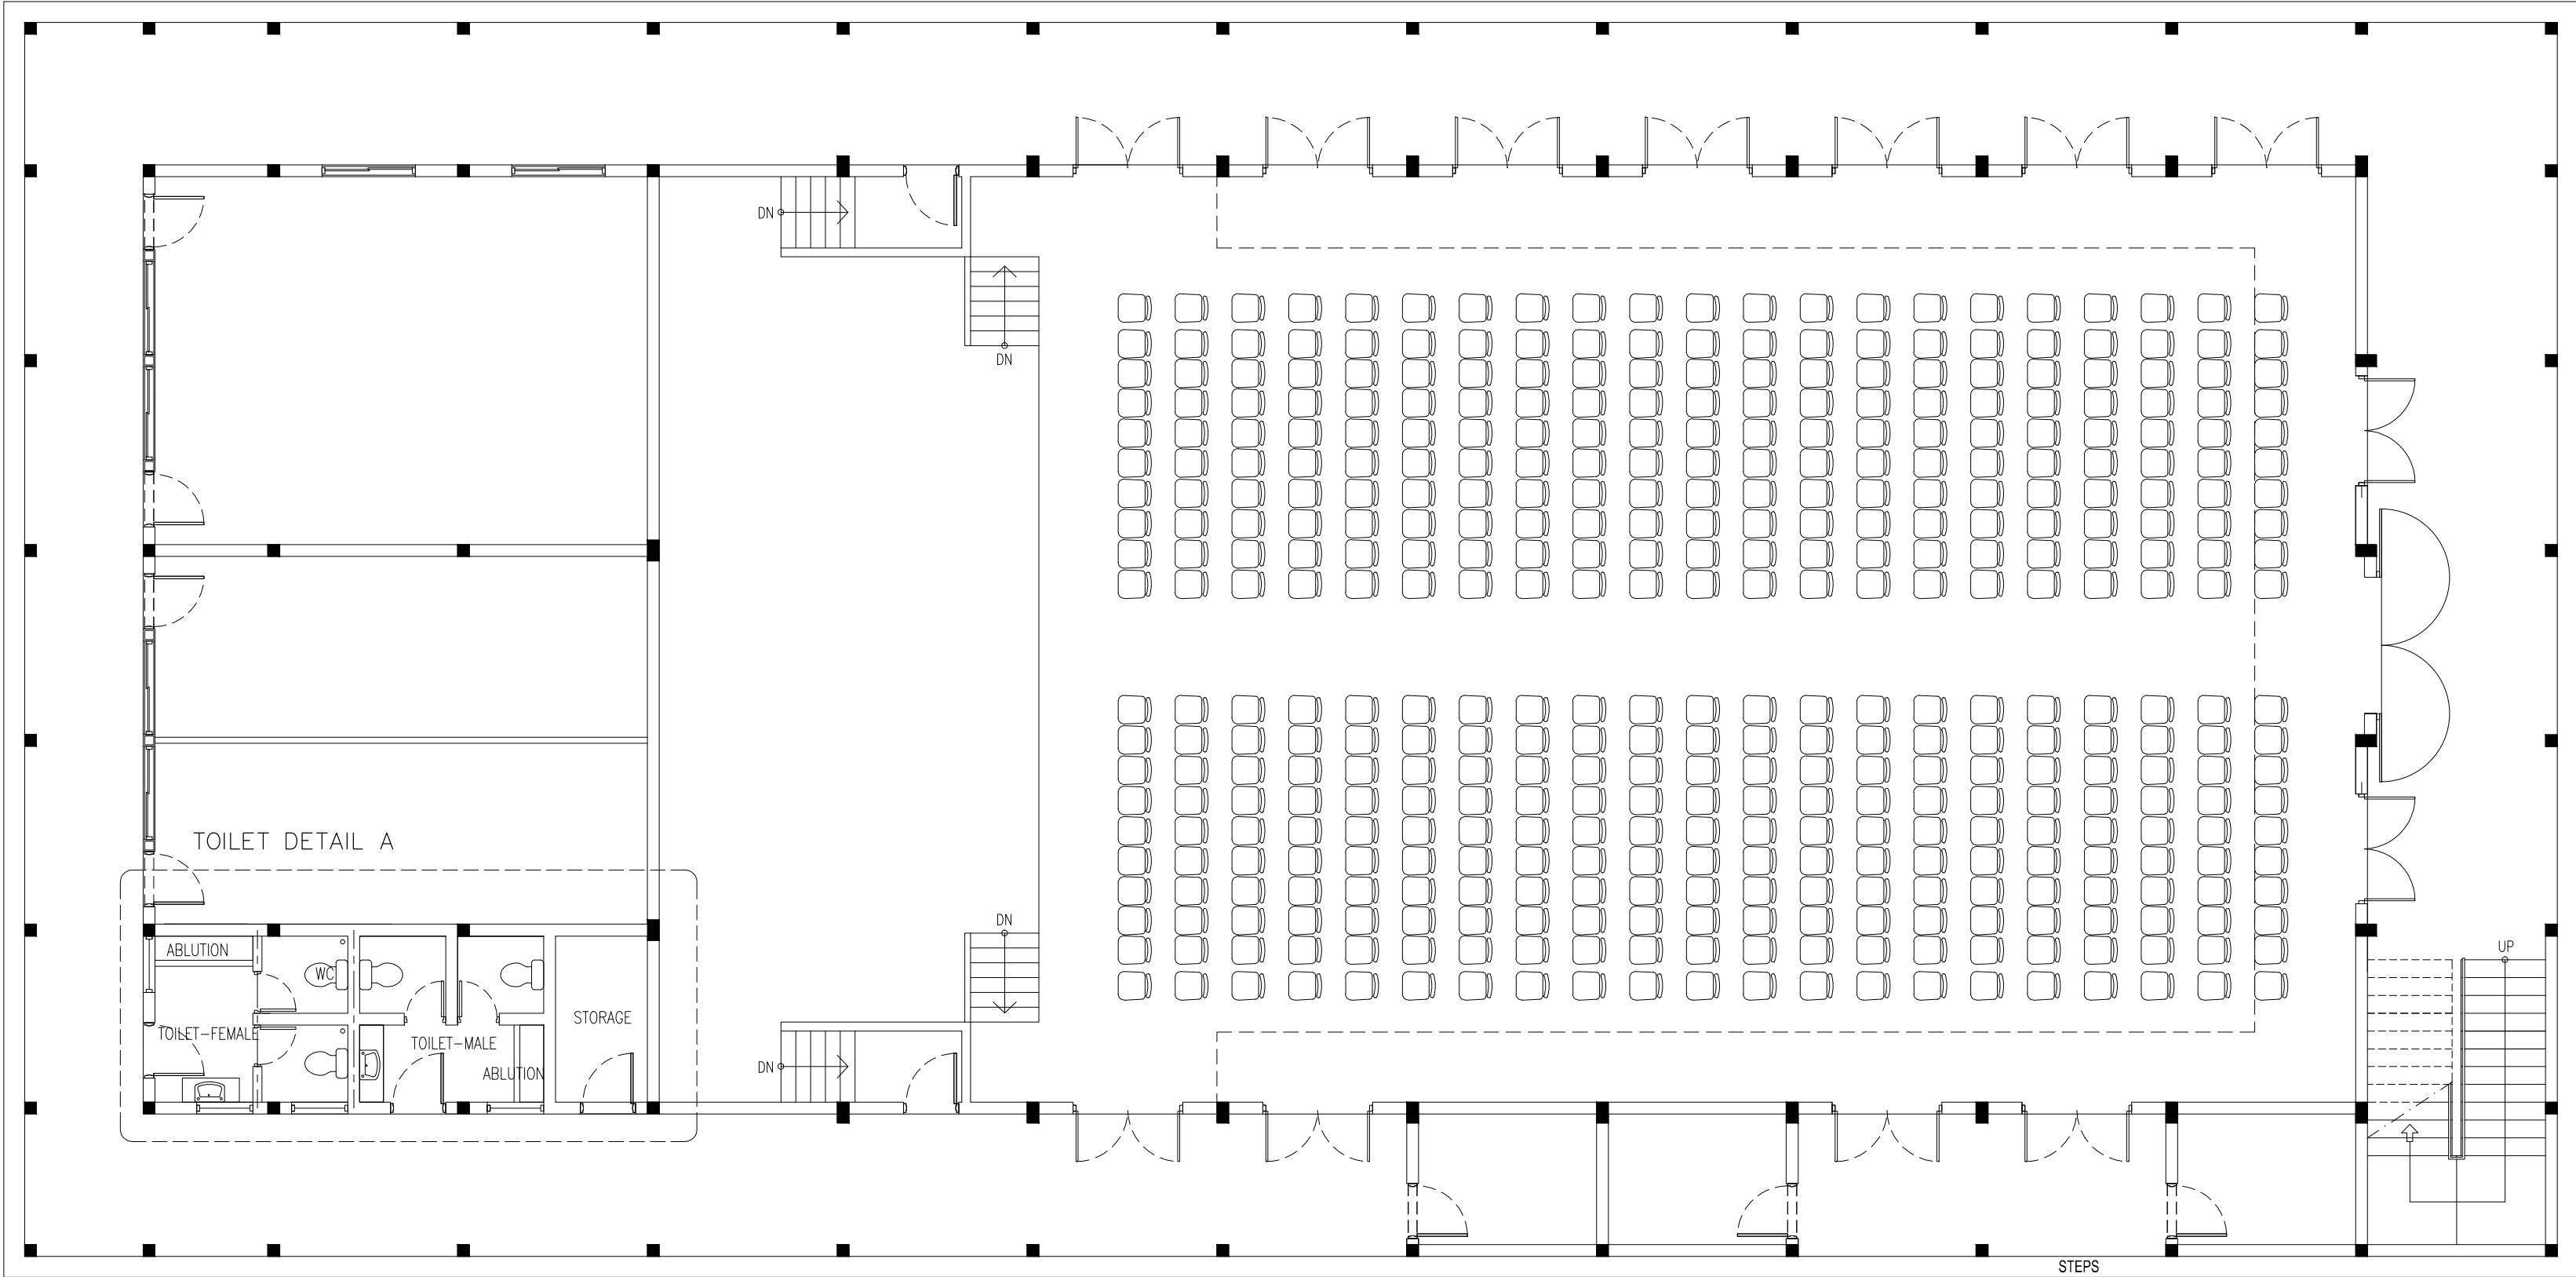 DN
DN
TOILET DETAIL A
DN
ABLUTION
UP
WC
STORAGE
TOILET-FEMALE
TOILET-MALE
DN
ABLUTION
STEPS